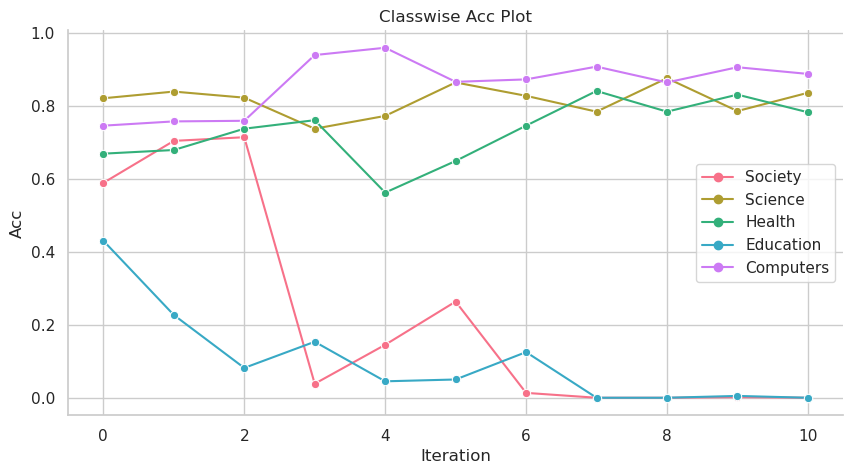 Classwise Acc Plot
1.0
0.8
0.6
0.4
0.2
0.0
Acc
Society
Science
Health
Education
Computers
0 2 4 6 8 10
Iteration